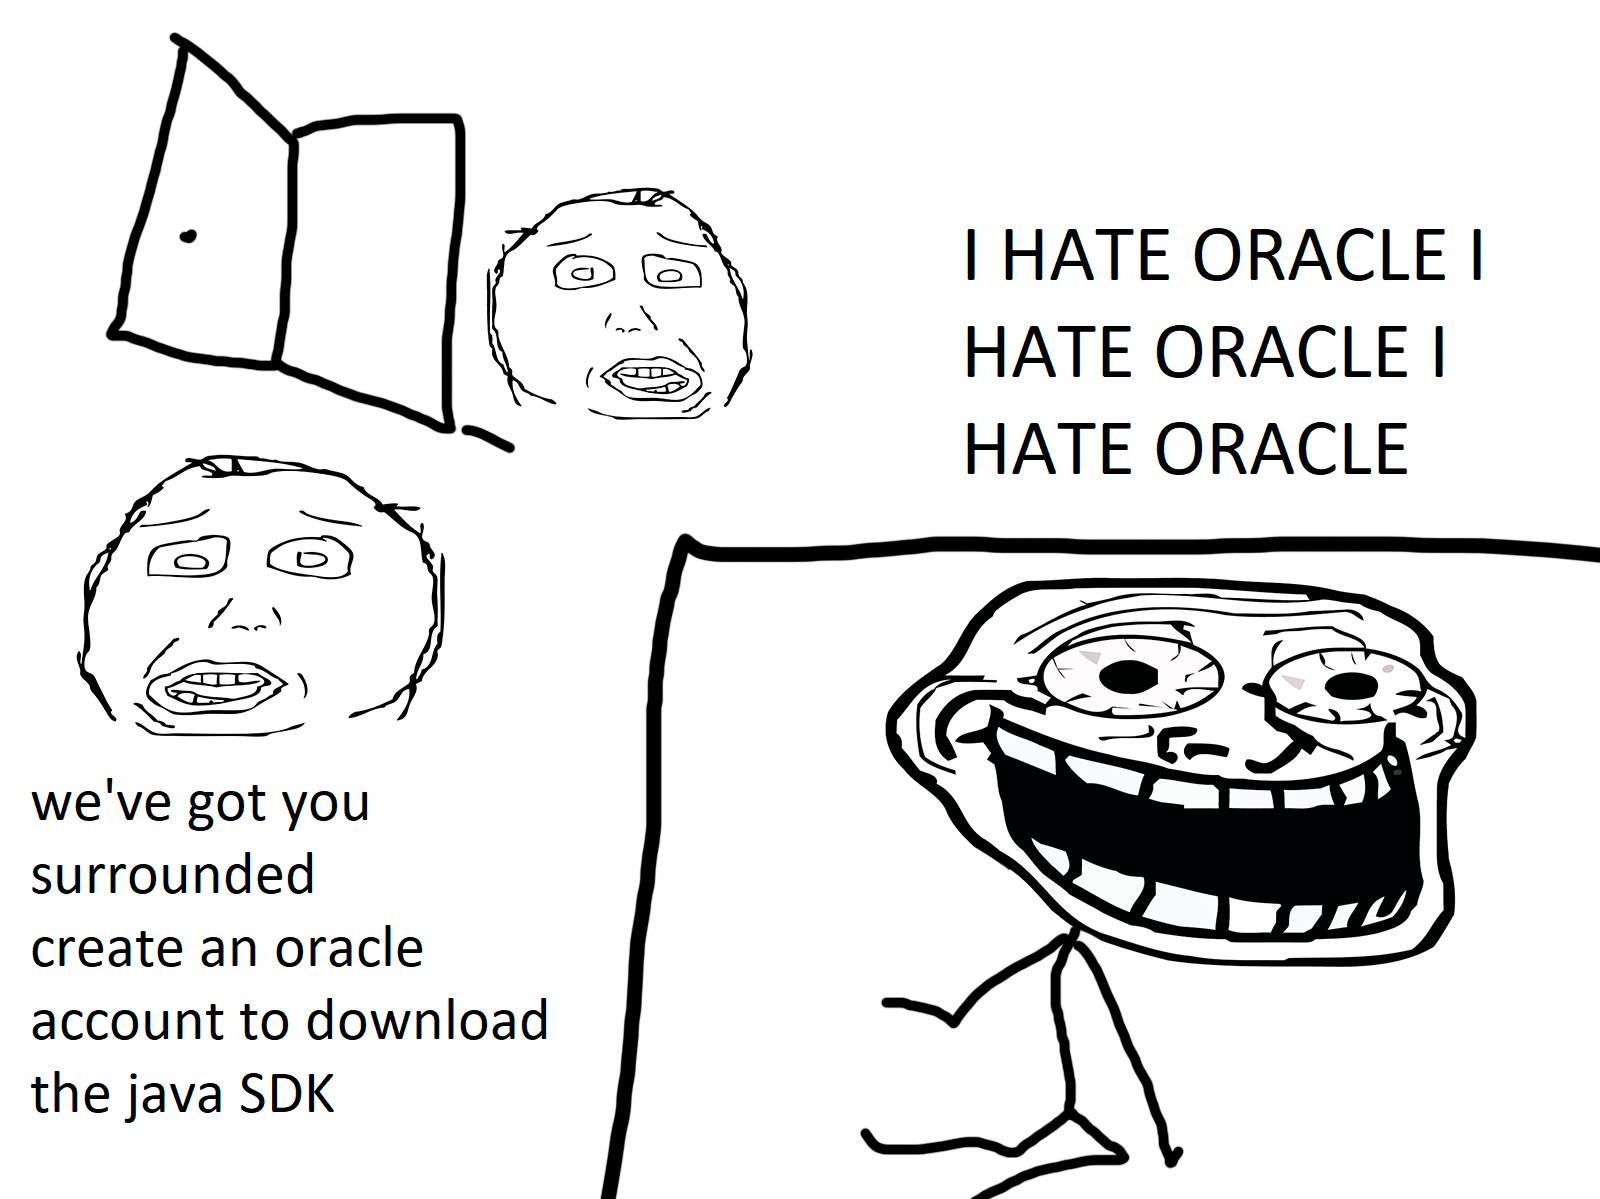 I HATE ORACLE I
HATE ORACLE I
HATE ORACLE
we've got you
surrounded
create an oracle
account to download
the java SDK